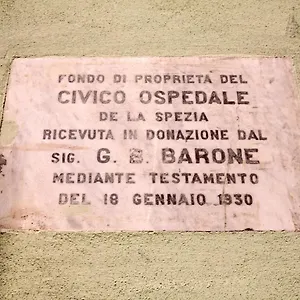 FONDO DI PROPRIETA DEL
CIVICO OSPEDALE
DE LA SPEZIA
RICEVUTA IN DONAZIONE DAL
SIG. G. B. BARONE
MEDIANTE TESTAMENTO
DEL 18 GENNAIO 1930